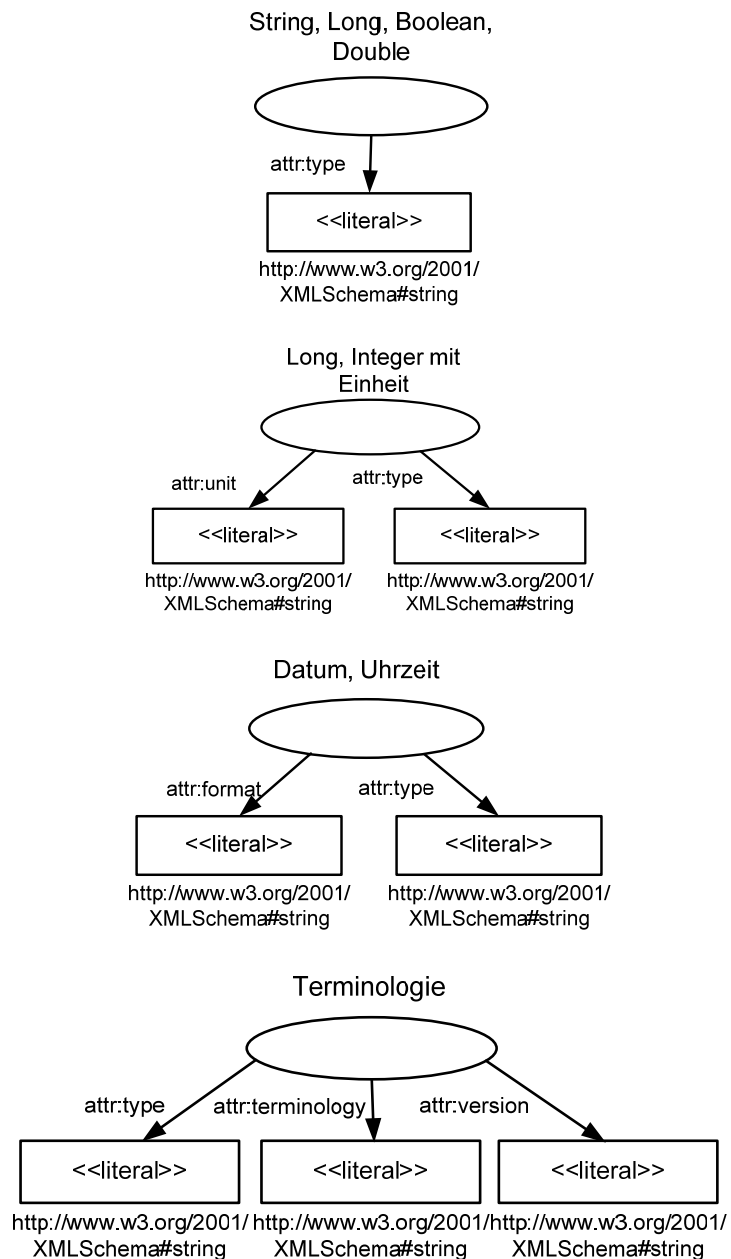 String, Long, Boolean,
Double
attr:type
<<literal>>
http://www.w3.org/2001/
XMLSchema#string
Long, Integer mit
Einheit
attr:unit
attr:type
<<literal>>
<<literal>>
http://www.w3.org/2001/
XMLSchema#string
http://www.w3.org/2001/
XMLSchema#string
Datum, Uhrzeit
attr:format
attr:type
<<literal>>
<<literal>>
http://www.w3.org/2001/
XMLSchema#string
http://www.w3.org/2001/
XMLSchema#string
Terminologie
attr:type
attr:terminology
attr:version
<<literal>>
<<literal>>
<<literal>>
http://www.w3.org/2001/
XMLSchema#string
http://www.w3.org/2001/
XMLSchema#string
http://www.w3.org/2001/
XMLSchema#string